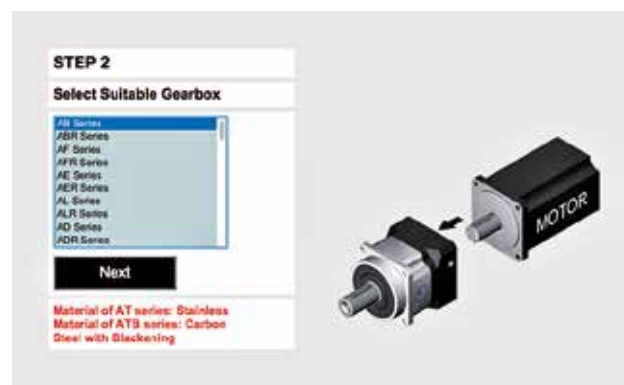 STEP 2
Select Suitable Gearbox
AB Series
ABR Series
AF Series
AFR Series
AE Series
AER Series
AL Series
ALR Series
AD Series
ADR Series
Next
Material of AT series: Stainless
Material of ATB series: Carbon
Steel with Blackening
MOTOR